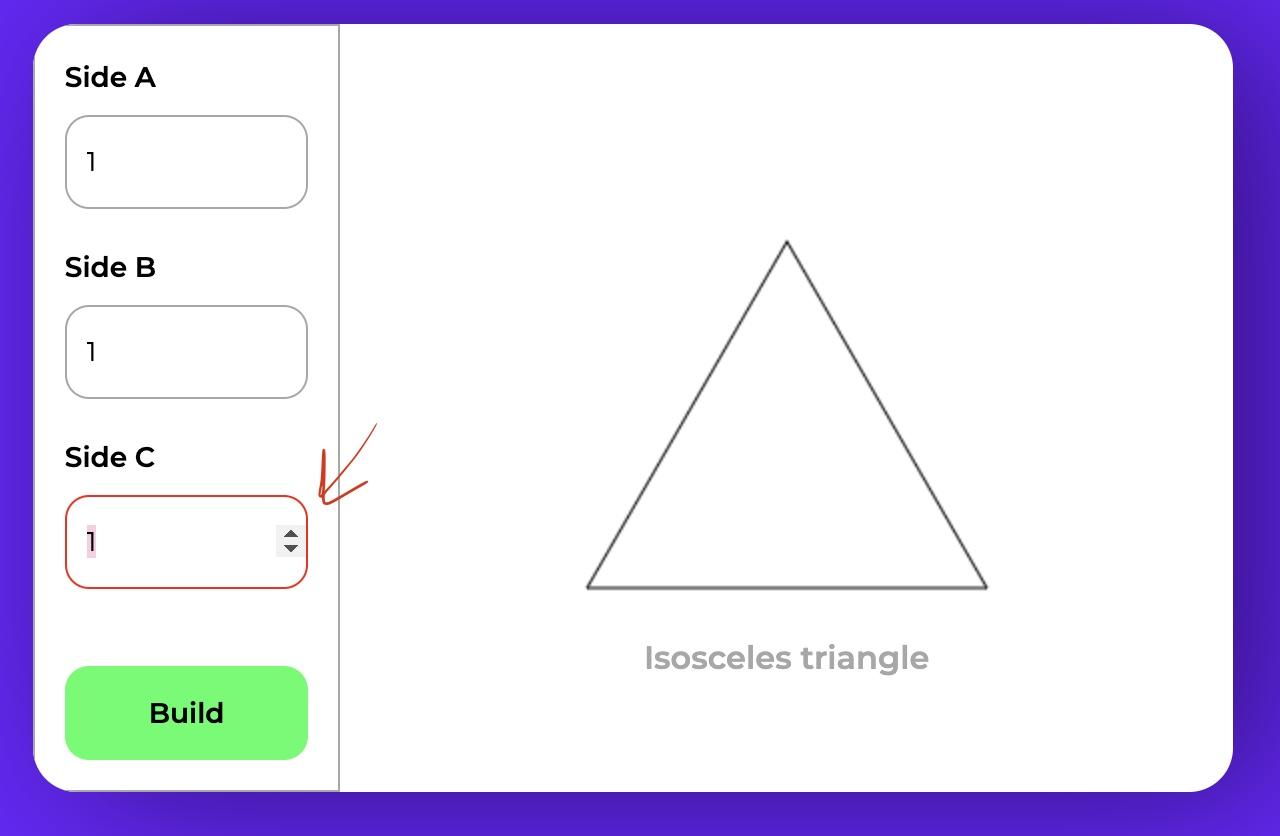 Side A
1
Side B
1
Side C
1
Build
Isosceles triangle